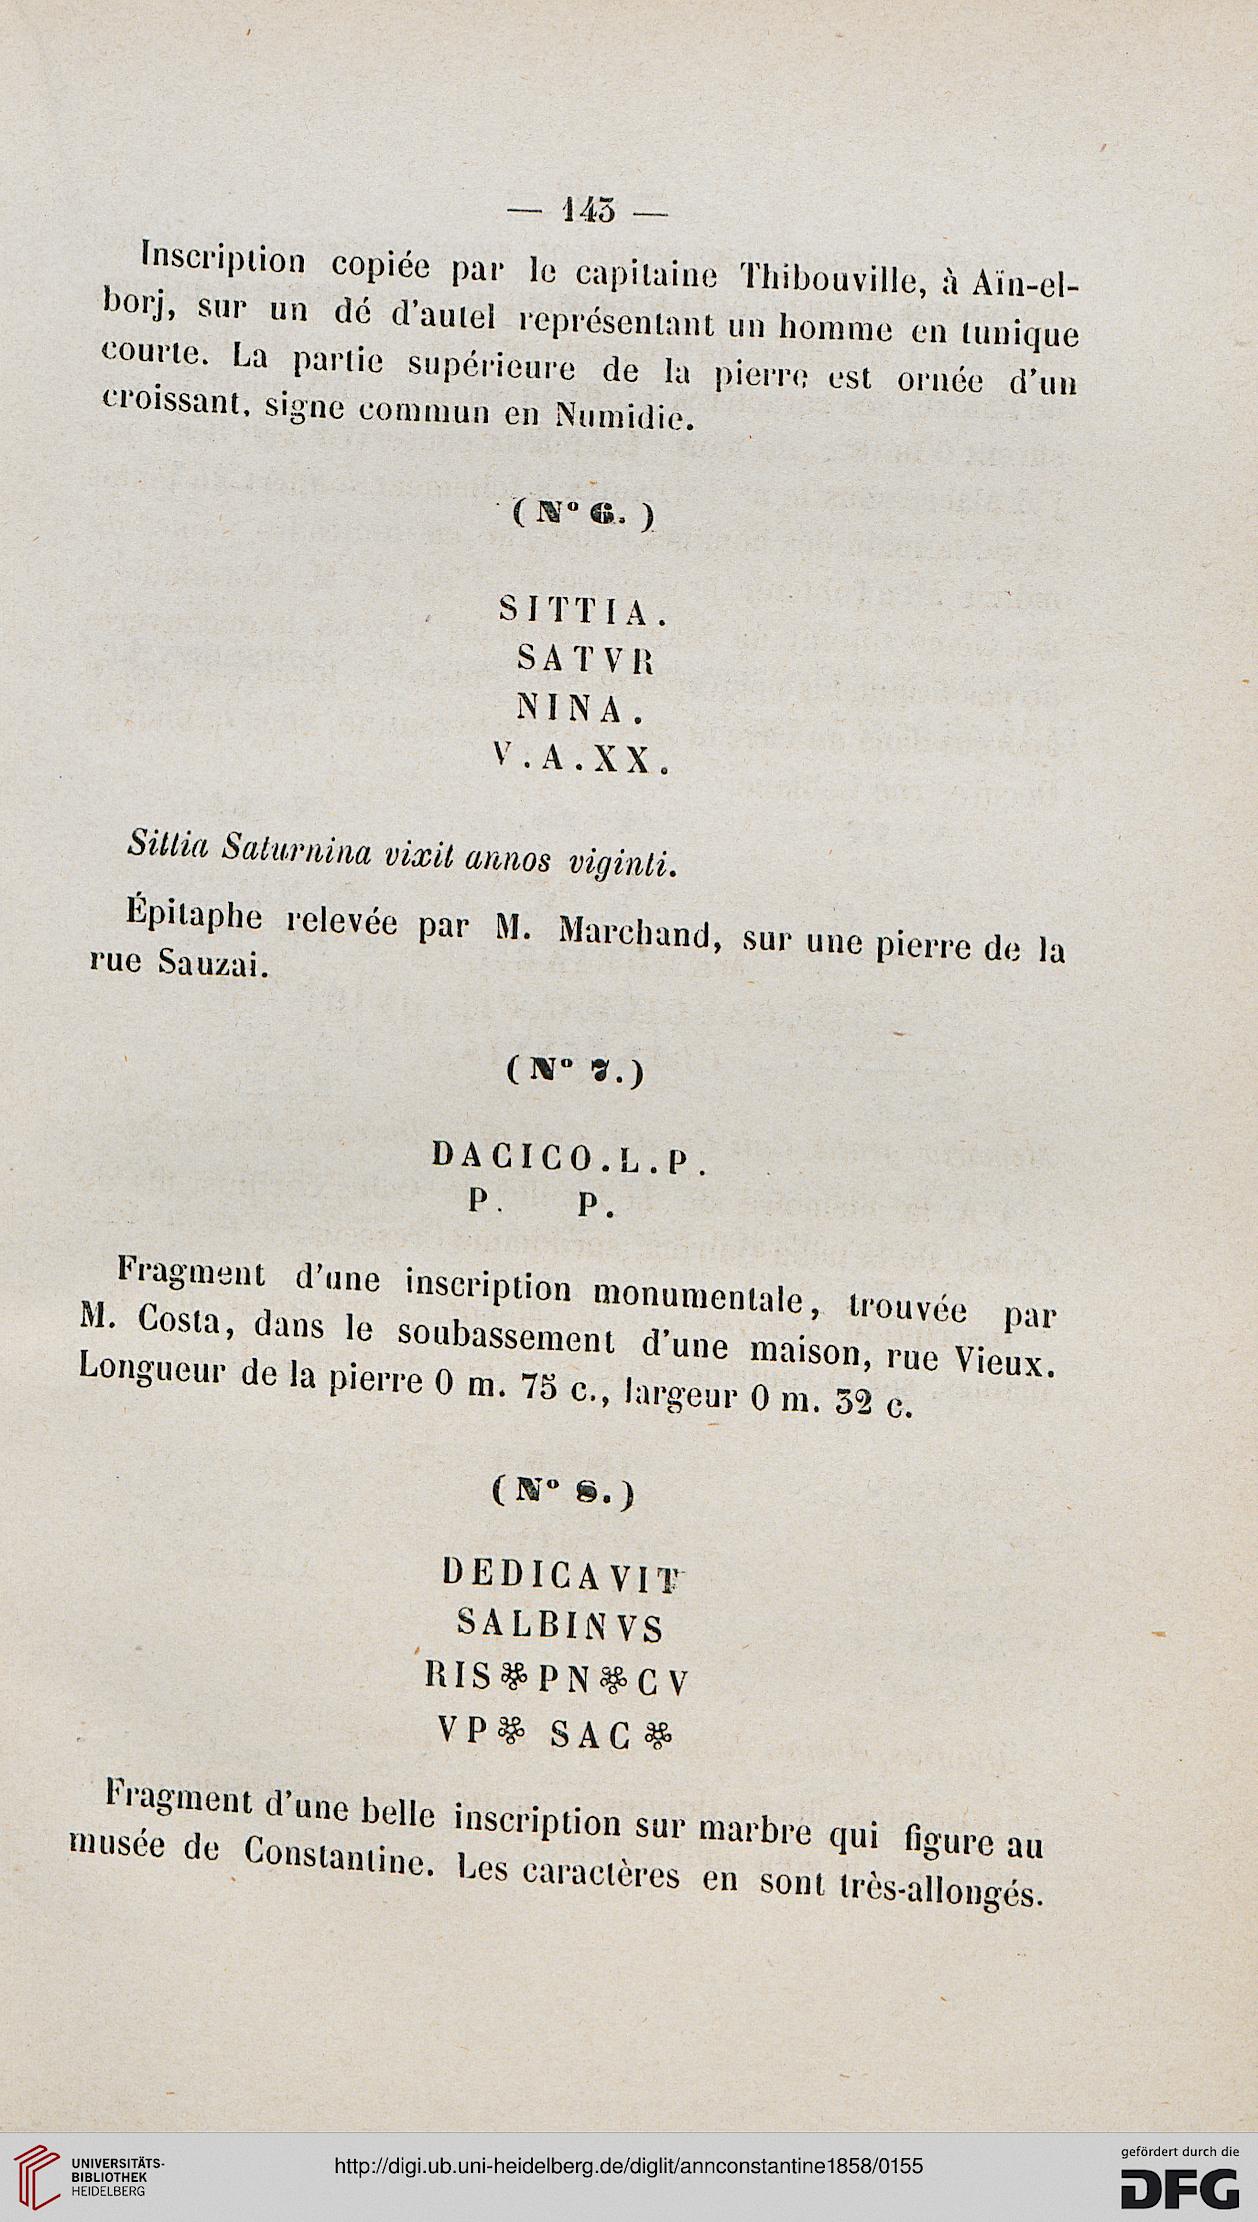 — 143 —
Inscription copiée par le capitaine Thibouville, à Aïn-el-
borj, sur un dé d'autel représentant un homme en tunique
courte. La partie supérieure de la pierre est ornée d'un
croissant, signe commun en Numidie.
(N° 6.)
SITTIA.
SATVR
NINA.
V.A.XX.
Sittia Saturnina vixit annos viginti.
Épitaphe relevée par M. Marchand, sur une pierre de la
rue Sauzai.
(N° 7.)
DACICO.L.P.
P. P.
Fragment d'une inscription monumentale, trouvée par
M. Costa, dans le soubassement d'une maison, rue Vieux.
Longueur de la pierre 0 m. 75 c., largeur 0 m. 32 c.
(N° 8.)
DEDICAVIT
SALBINVS
RIS PN CV
VP SAC
Fragment d'une belle inscription sur marbre qui figure au
musée de Constantine. Les caractères en sont très-allongés.
UNIVERSITÄTS-
BIBLIOTHEK
HEIDELBERG
http://digi.ub.uni-heidelberg.de/diglit/annconstantine1858/0155
gefördert durch die
DFG